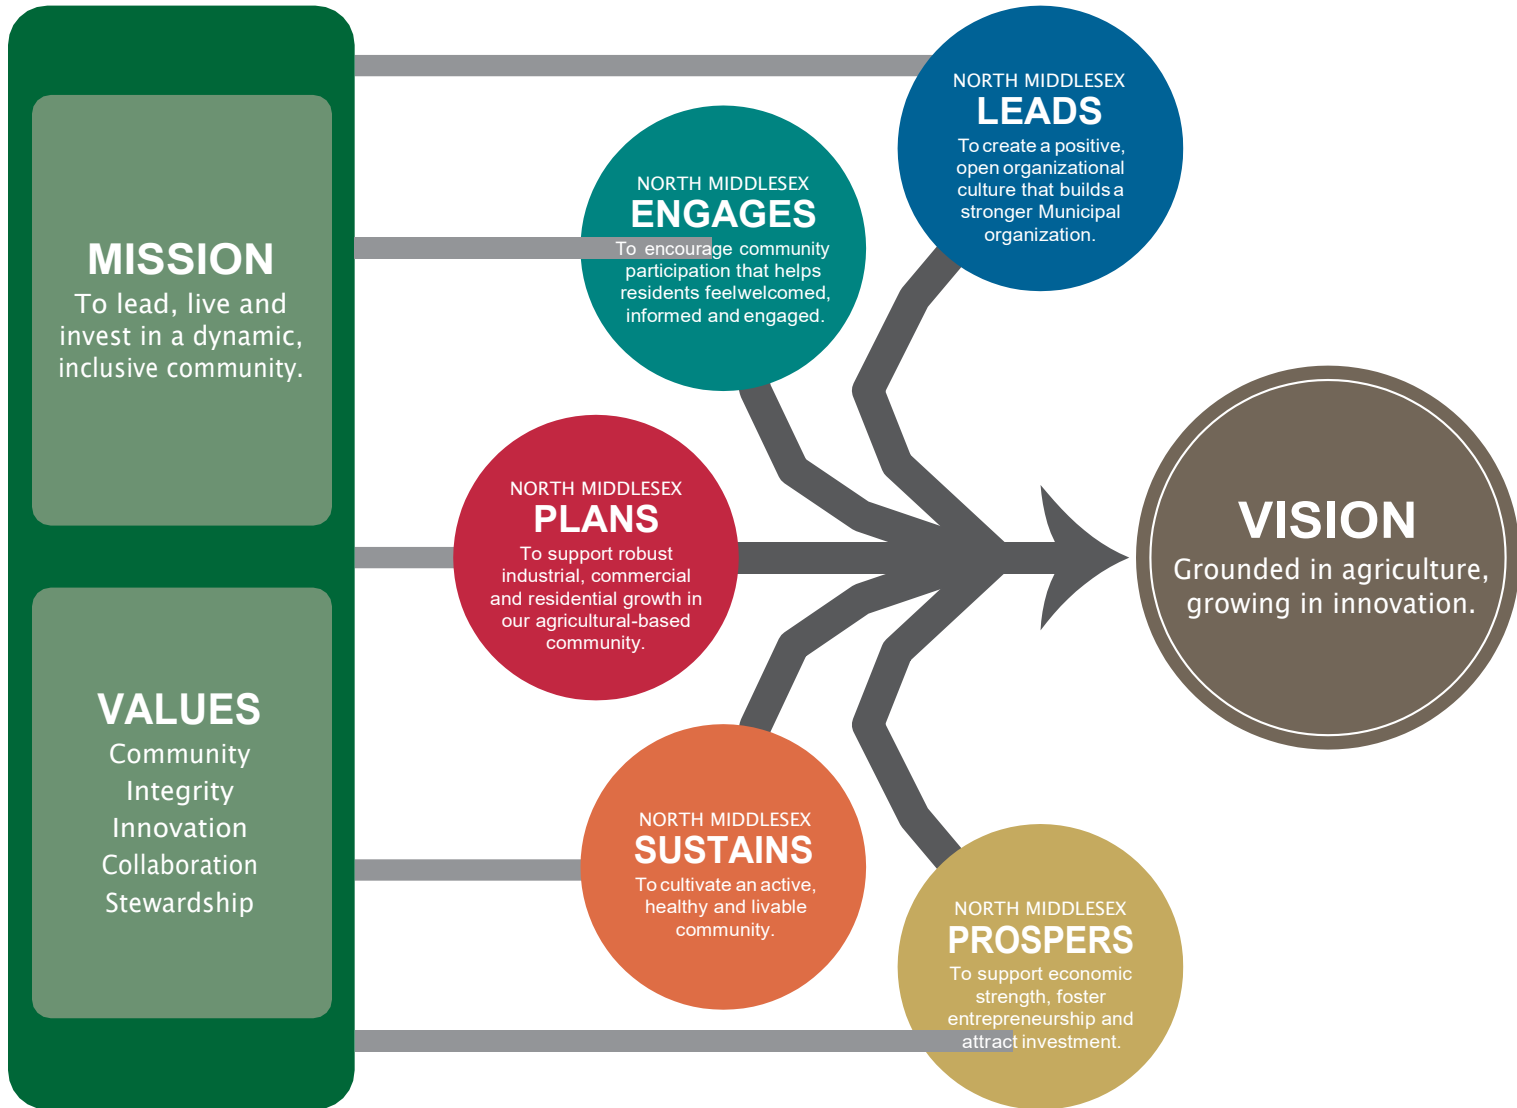 MISSION
To lead, live and
invest in a dynamic,
inclusive community.
VALUES
Community
Integrity
Innovation
Collaboration
Stewardship
NORTH MIDDLESEX
LEADS
To create a positive,
open organizational
culture that builds a
stronger Municipal
organization.
NORTH MIDDLESEX
ENGAGES
To encourage community
participation that helps
residents feelwelcomed,
informed and engaged.
NORTH MIDDLESEX
PLANS
To support robust
industrial, commercial
and residential growth in
our agricultural-based
community.
NORTH MIDDLESEX
SUSTAINS
To cultivate an active,
healthy and livable
community.
NORTH MIDDLESEX
PROSPERS
To support economic
strength, foster
entrepreneurship and
attract investment.
VISION
Grounded in agriculture,
growing in innovation.